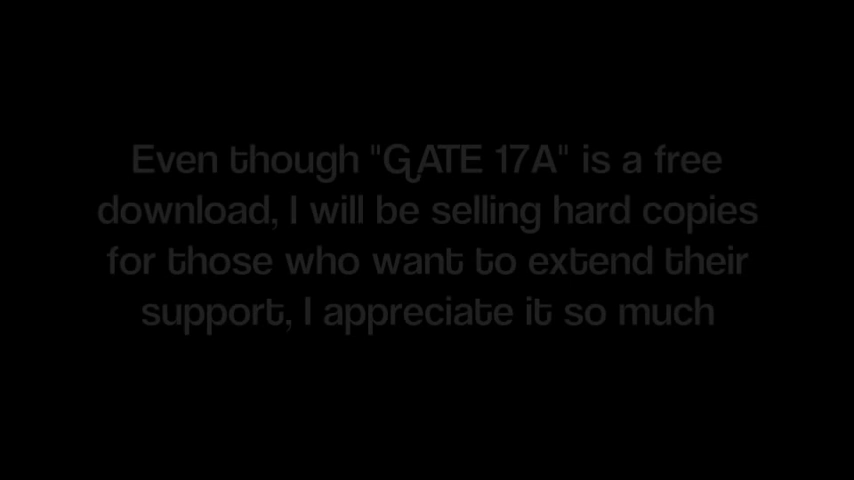 Even though "GATE 17A" is a free
download, I will be selling hard copies
for those who want to extend their
support, I appreciate it so much